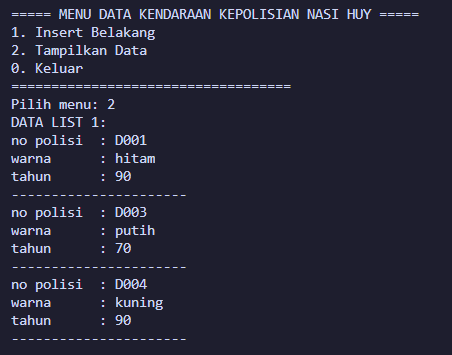 ===== MENU DATA KENDARAAN KEPOLISIAN NASI HUY =====
1. Insert Belakang
2. Tampilkan Data
0. Keluar
===================================
Pilih menu: 2
DATA LIST 1:
no polisi  : D001
warna      : hitam
tahun      : 90
----------------------
no polisi  : D003
warna      : putih
tahun      : 70
----------------------
no polisi  : D004
warna      : kuning
tahun      : 90
----------------------